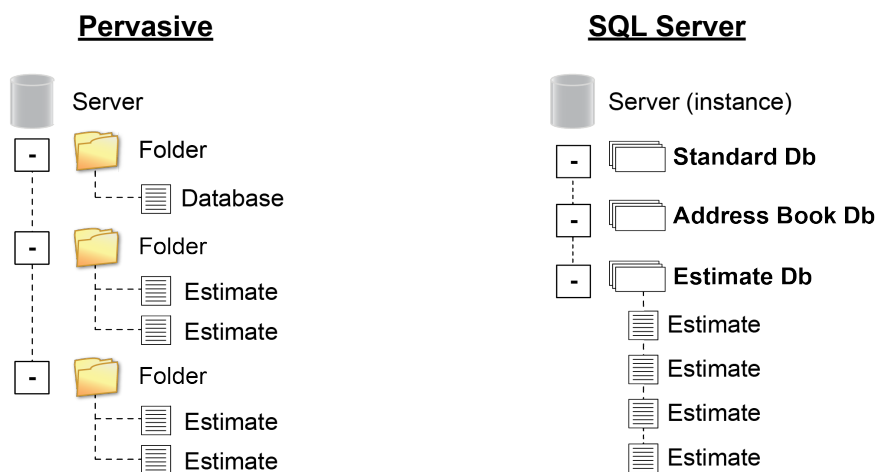 Pervasive
Server
-
Folder
Database
-
Folder
Estimate
Estimate
-
Folder
Estimate
Estimate
SQL Server
Server (instance)
-
Standard Db
-
Address Book Db
-
Estimate Db
Estimate
Estimate
Estimate
Estimate